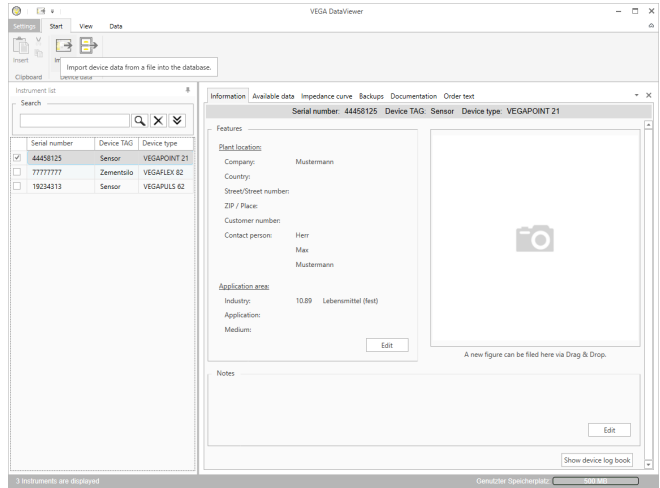 VEGA DataViewer
Settings Start View Data
Insert Im
Import device data from a file into the database.
Clipboard Device data
Instrument list
Information Available data Impedance curve Backups Documentation Order text
Search
Serial number: 44458125 Device TAG: Sensor Device type: VEGAPOINT 21
Serial number Device TAG Device type
44458125 Sensor VEGAPOINT 21
77777777 Zementsilo VEGAFLEX 82
19234313 Sensor VEGAPULS 62
Features
Plant location:
Company: Mustermann
Country:
Street/Street number:
ZIP / Place:
Customer number:
Contact person: Herr
Max
Mustermann
Application area:
Industry: 10.89 Lebensmittel (fest)
Application:
Medium:
Edit
A new figure can be filed here via Drag & Drop.
Notes
Edit
Show device log book
3 Instruments are displayed
Genutzter Speicherplatz: 500 MB